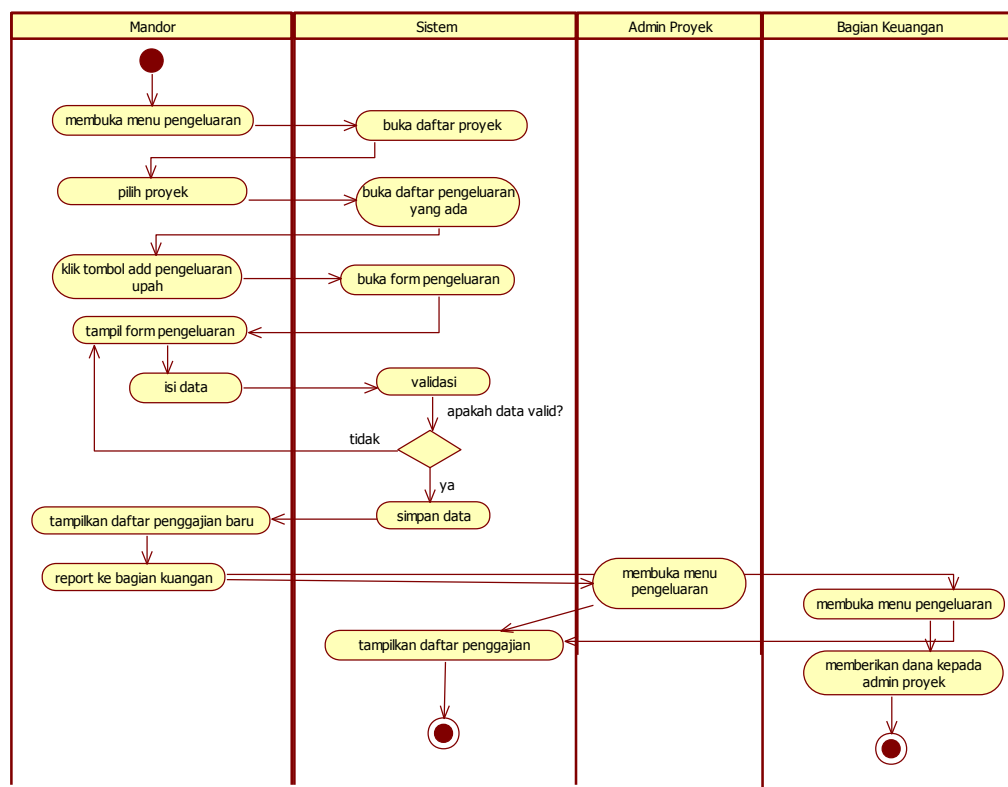 Mandor
Sistem
Admin Proyek
Bagian Keuangan
membuka menu pengeluaran
buka daftar proyek
pilih proyek
buka daftar pengeluaran
yang ada
klik tombol add pengeluaran
upah
buka form pengeluaran
tampil form pengeluaran
isi data
validasi
apakah data valid?
tidak
ya
simpan data
tampilkan daftar penggajian baru
report ke bagian kuangan
membuka menu
pengeluaran
membuka menu pengeluaran
tampilkan daftar penggajian
memberikan dana kepada
admin proyek